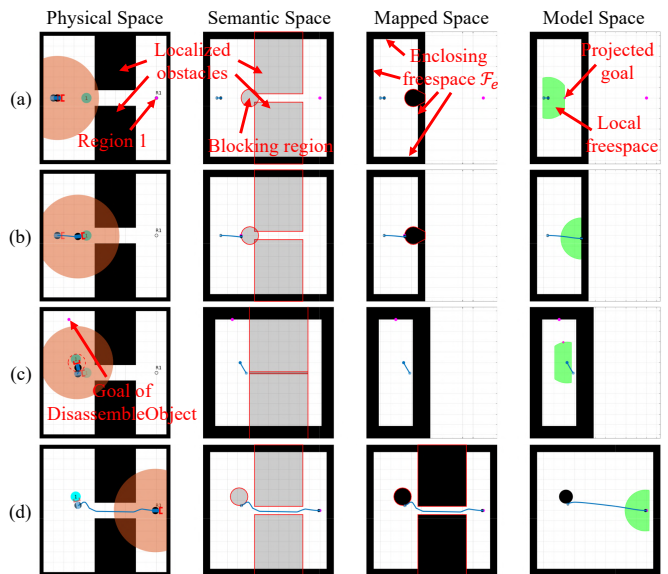 Physical Space Semantic Space Mapped Space Model Space
(a)
Localized
obstacles
Region 1
Blocking region
Enclosing
freespace 𝓕ₑ
Projected
goal
Local
freespace
(b)
(c)
Goal of
DisassembleObject
(d)